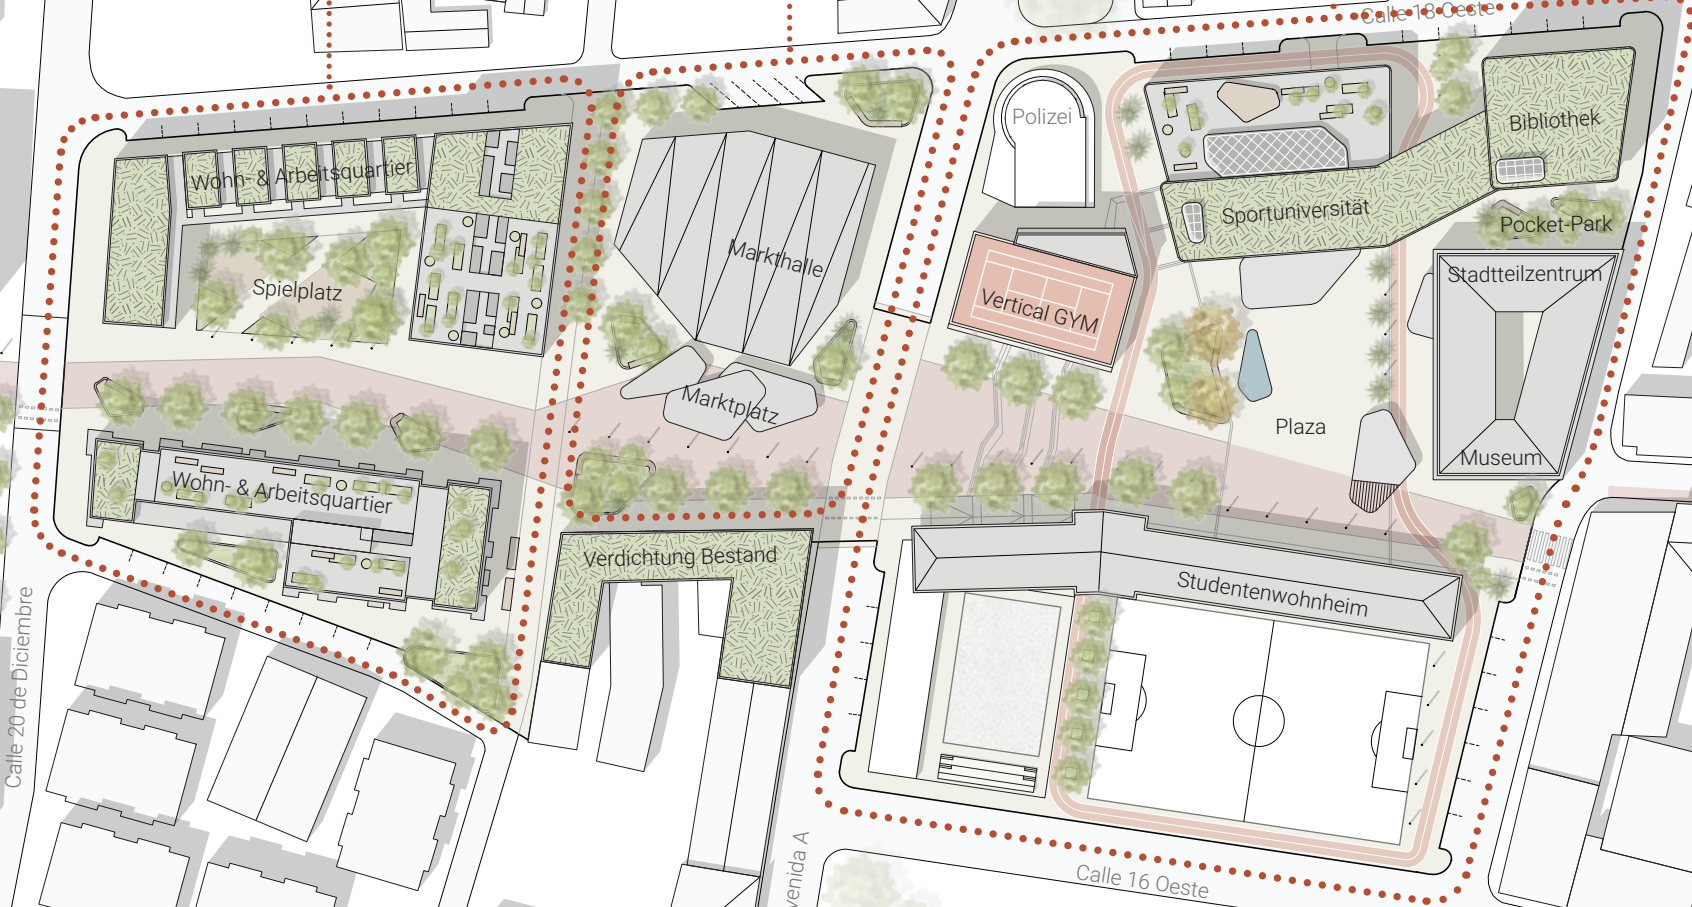 Calle 18 Oeste
Polizei
Bibliothek
Wohn- & Arbeitsquartier
Sportuniversität
Pocket-Park
Markthalle
Stadtteilzentrum
Spielplatz
Vertical GYM
Marktplatz
Plaza
Museum
Wohn- & Arbeitsquartier
Verdichtung Bestand
Studentenwohnheim
Calle 20 de Diciembre
venida A
Calle 16 Oeste